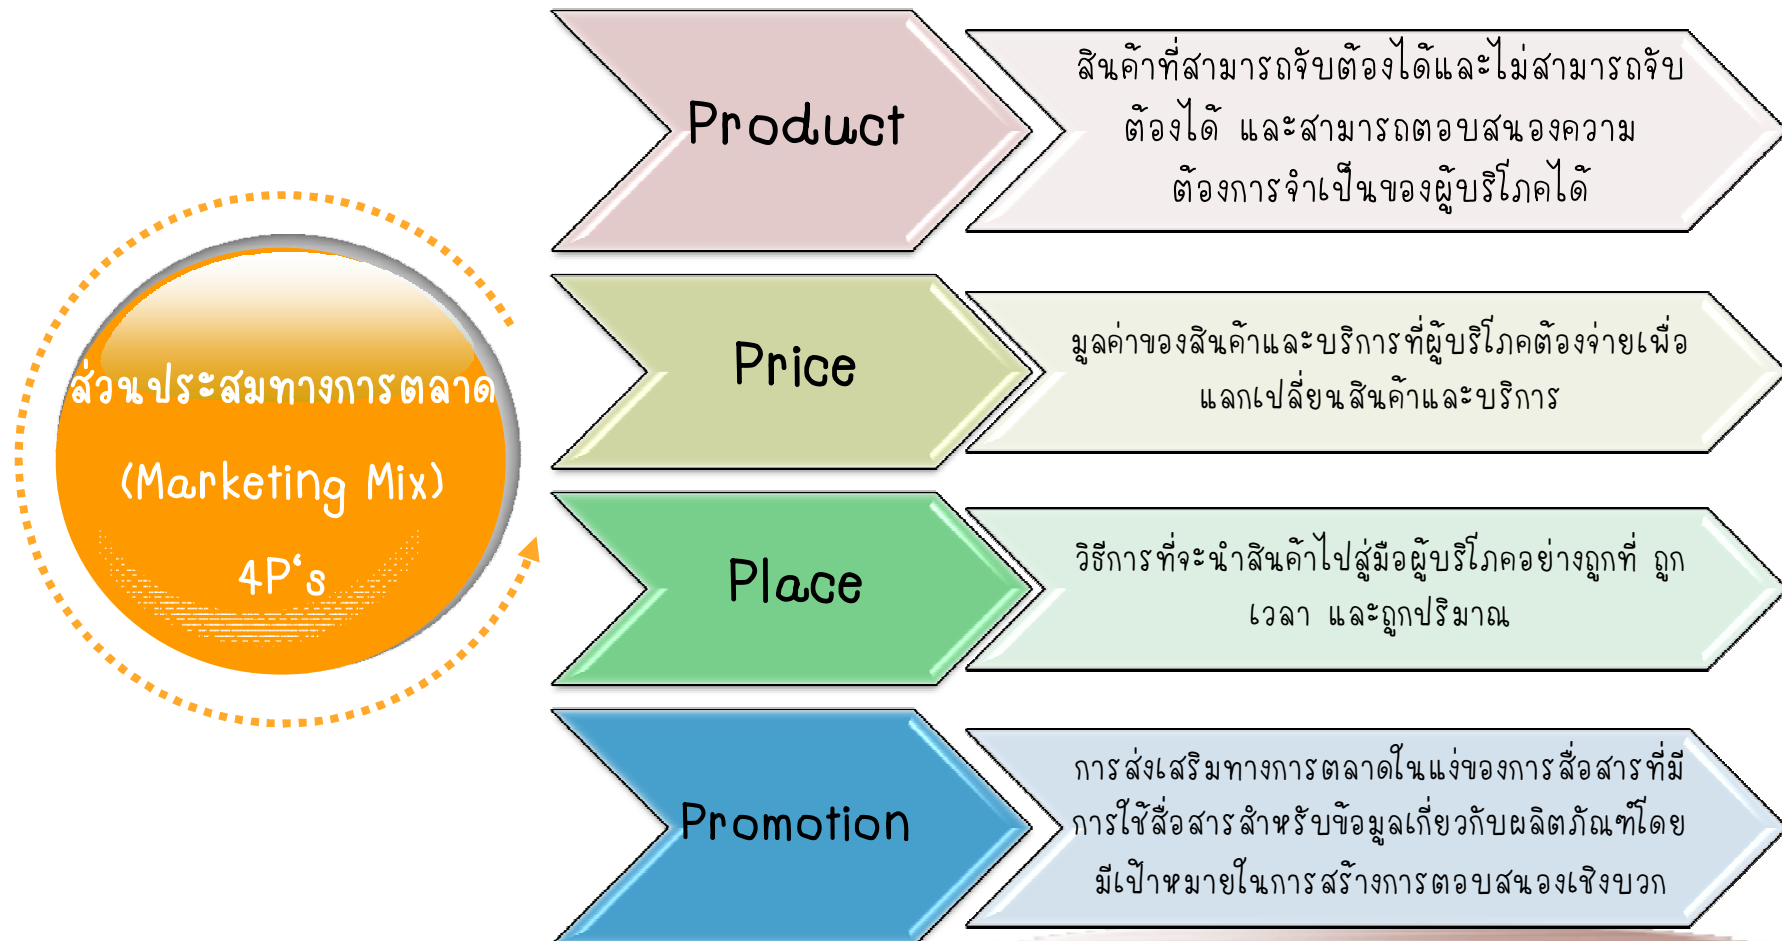 ส่วนประสมทางการตลาด
(Marketing Mix)
4P‘s
Product
สินค้าที่สามารถจับต้องได้และไม่สามารถจับ
ต้องได้ และสามารถตอบสนองความ
ต้องการจำเป็นของผู้บริโภคได้
Price
มูลค่าของสินค้าและบริการที่ผู้บริโภคต้องจ่ายเพื่อ
แลกเปลี่ยนสินค้าและบริการ
Place
วิธีการที่จะนำสินค้าไปสู่มือผู้บริโภคอย่างถูกที่ ถูก
เวลา และถูกปริมาณ
Promotion
การส่งเสริมทางการตลาดในแง่ของการสื่อสารที่มี
การใช้สื่อสารสำหรับข้อมูลเกี่ยวกับผลิตภัณฑ์โดย
มีเป้าหมายในการสร้างการตอบสนองเชิงบวก